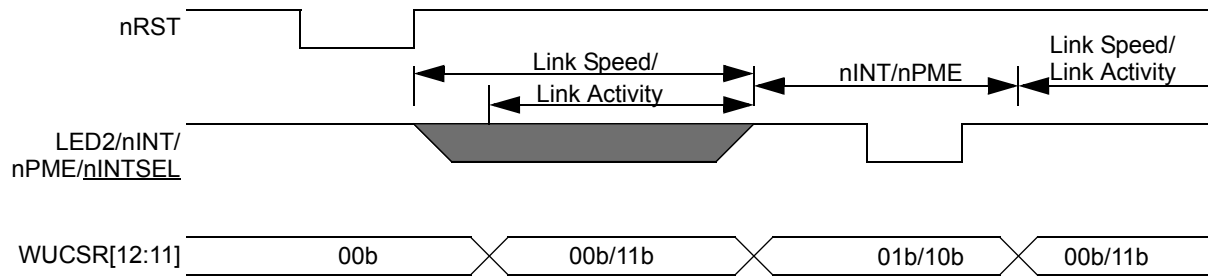 nRST
Link Speed/
Link Activity
nINT/nPME
Link Speed/
Link Activity
LED2/nINT/
nPME/nINTSEL
WUCSR[12:11]
00b
00b/11b
01b/10b
00b/11b